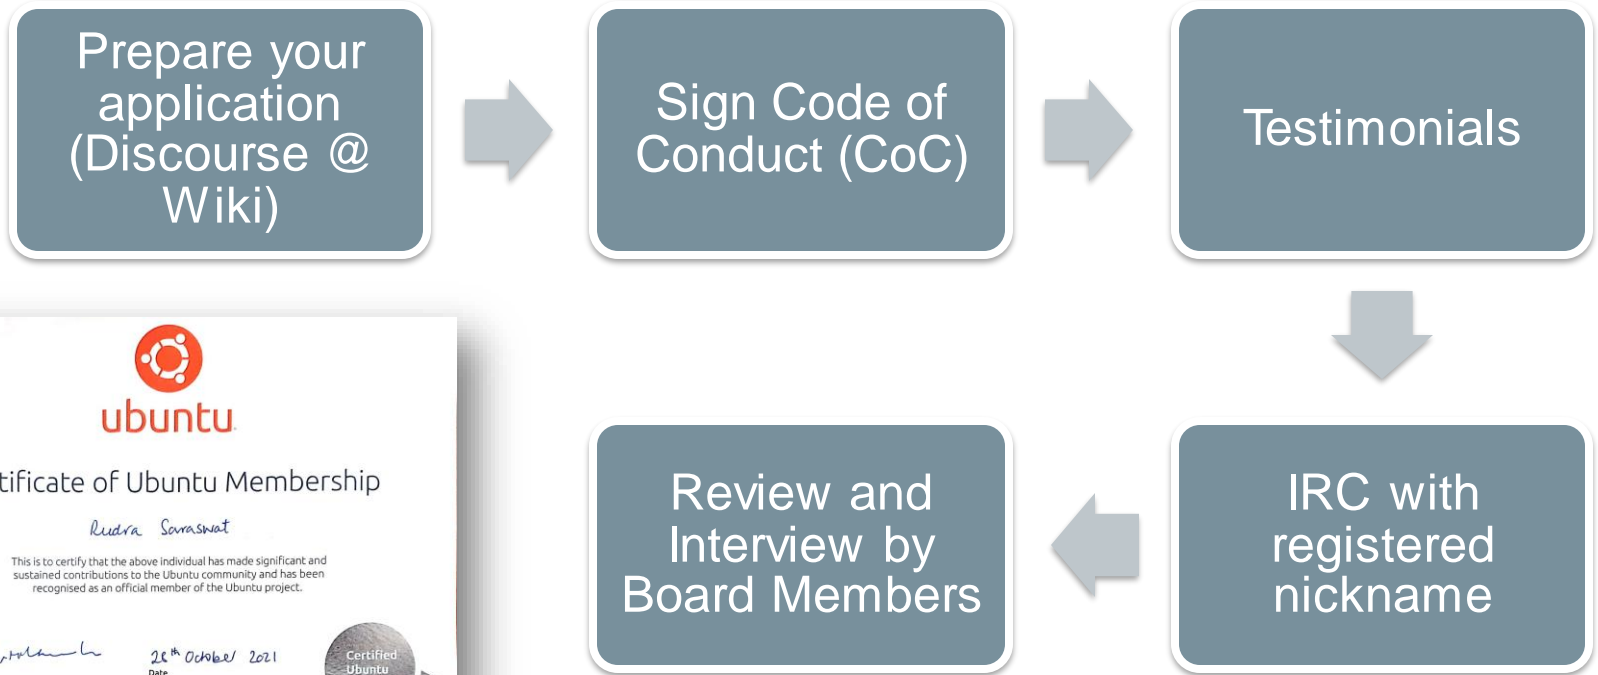 Prepare your
application
(Discourse @
Wiki)
Sign Code of
Conduct (CoC)
Testimonials
IRC with
registered
nickname
Review and
Interview by
Board Members
ubuntu
tificate of Ubuntu Membership
Rudra Saraswat
This is to certify that the above individual has made significant and
sustained contributions to the Ubuntu community and has been
recognised as an official member of the Ubuntu project.
October 2021
Date
Certified
Ubuntu